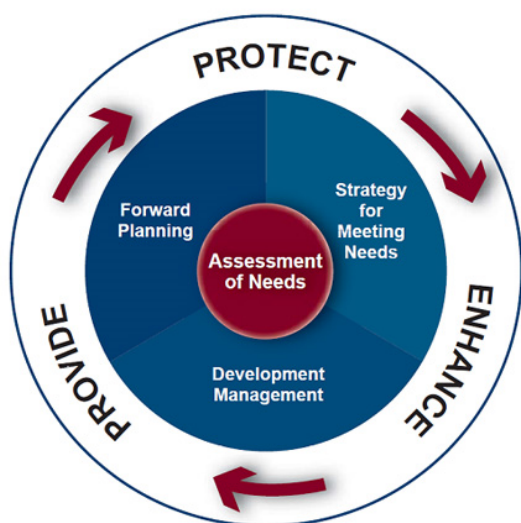 PROTECT
Forward
Planning
Strategy
for
Meeting
Needs
Assessment
of Needs
Development
Management
ENHANCE
PROVIDE